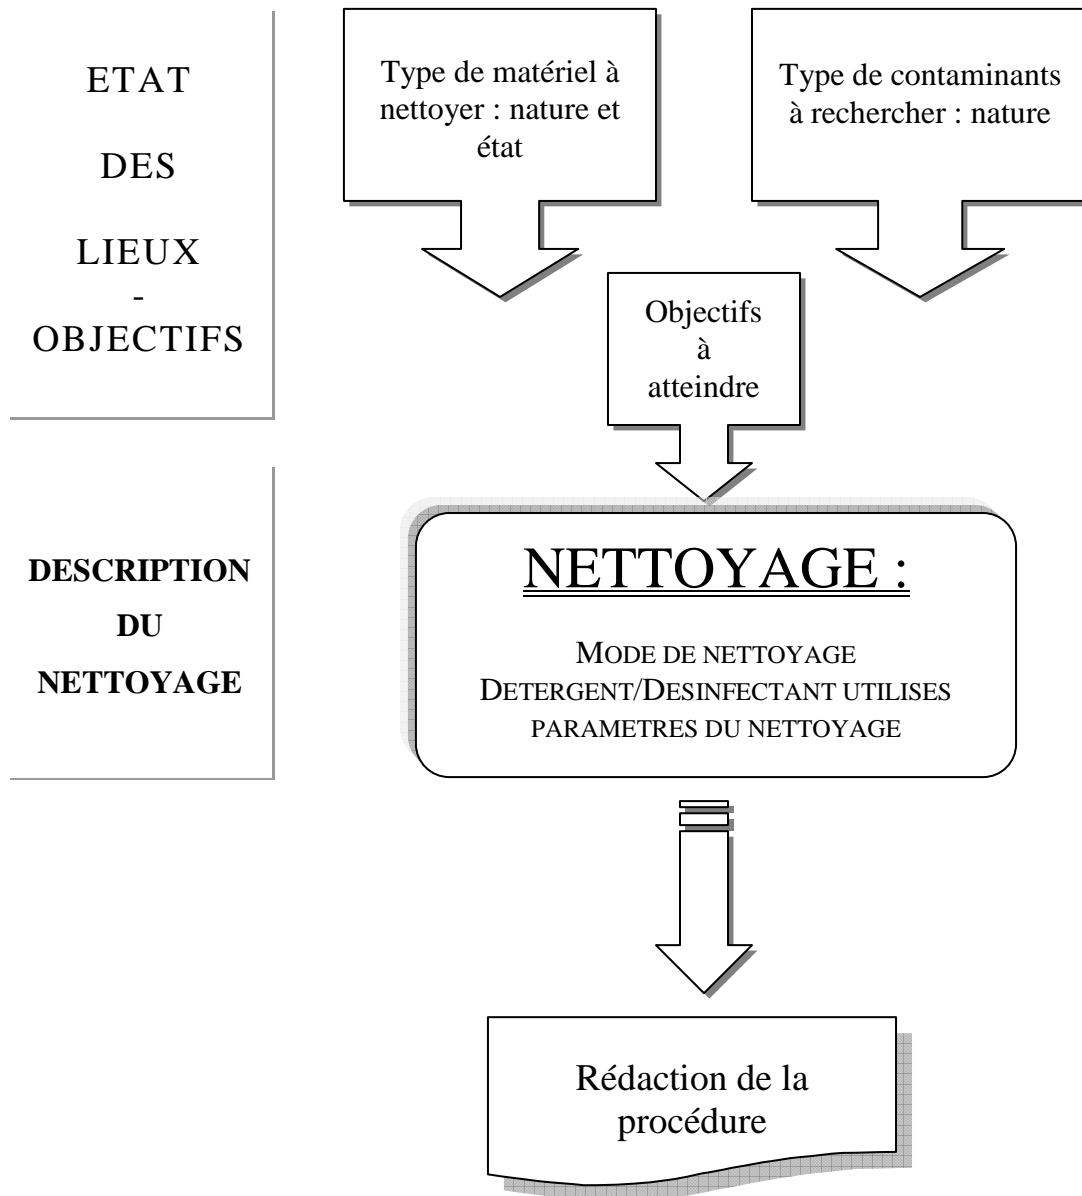 ETAT
DES
LIEUX
-
OBJECTIFS
Type de matériel à
nettoyer : nature et
état
Type de contaminants
à rechercher : nature
Objectifs
à
atteindre
DESCRIPTION
DU
NETTOYAGE
NETTOYAGE :
MODE DE NETTOYAGE
DETERGENT/DESINFECTANT UTILISES
PARAMETRES DU NETTOYAGE
Rédaction de la
procédure